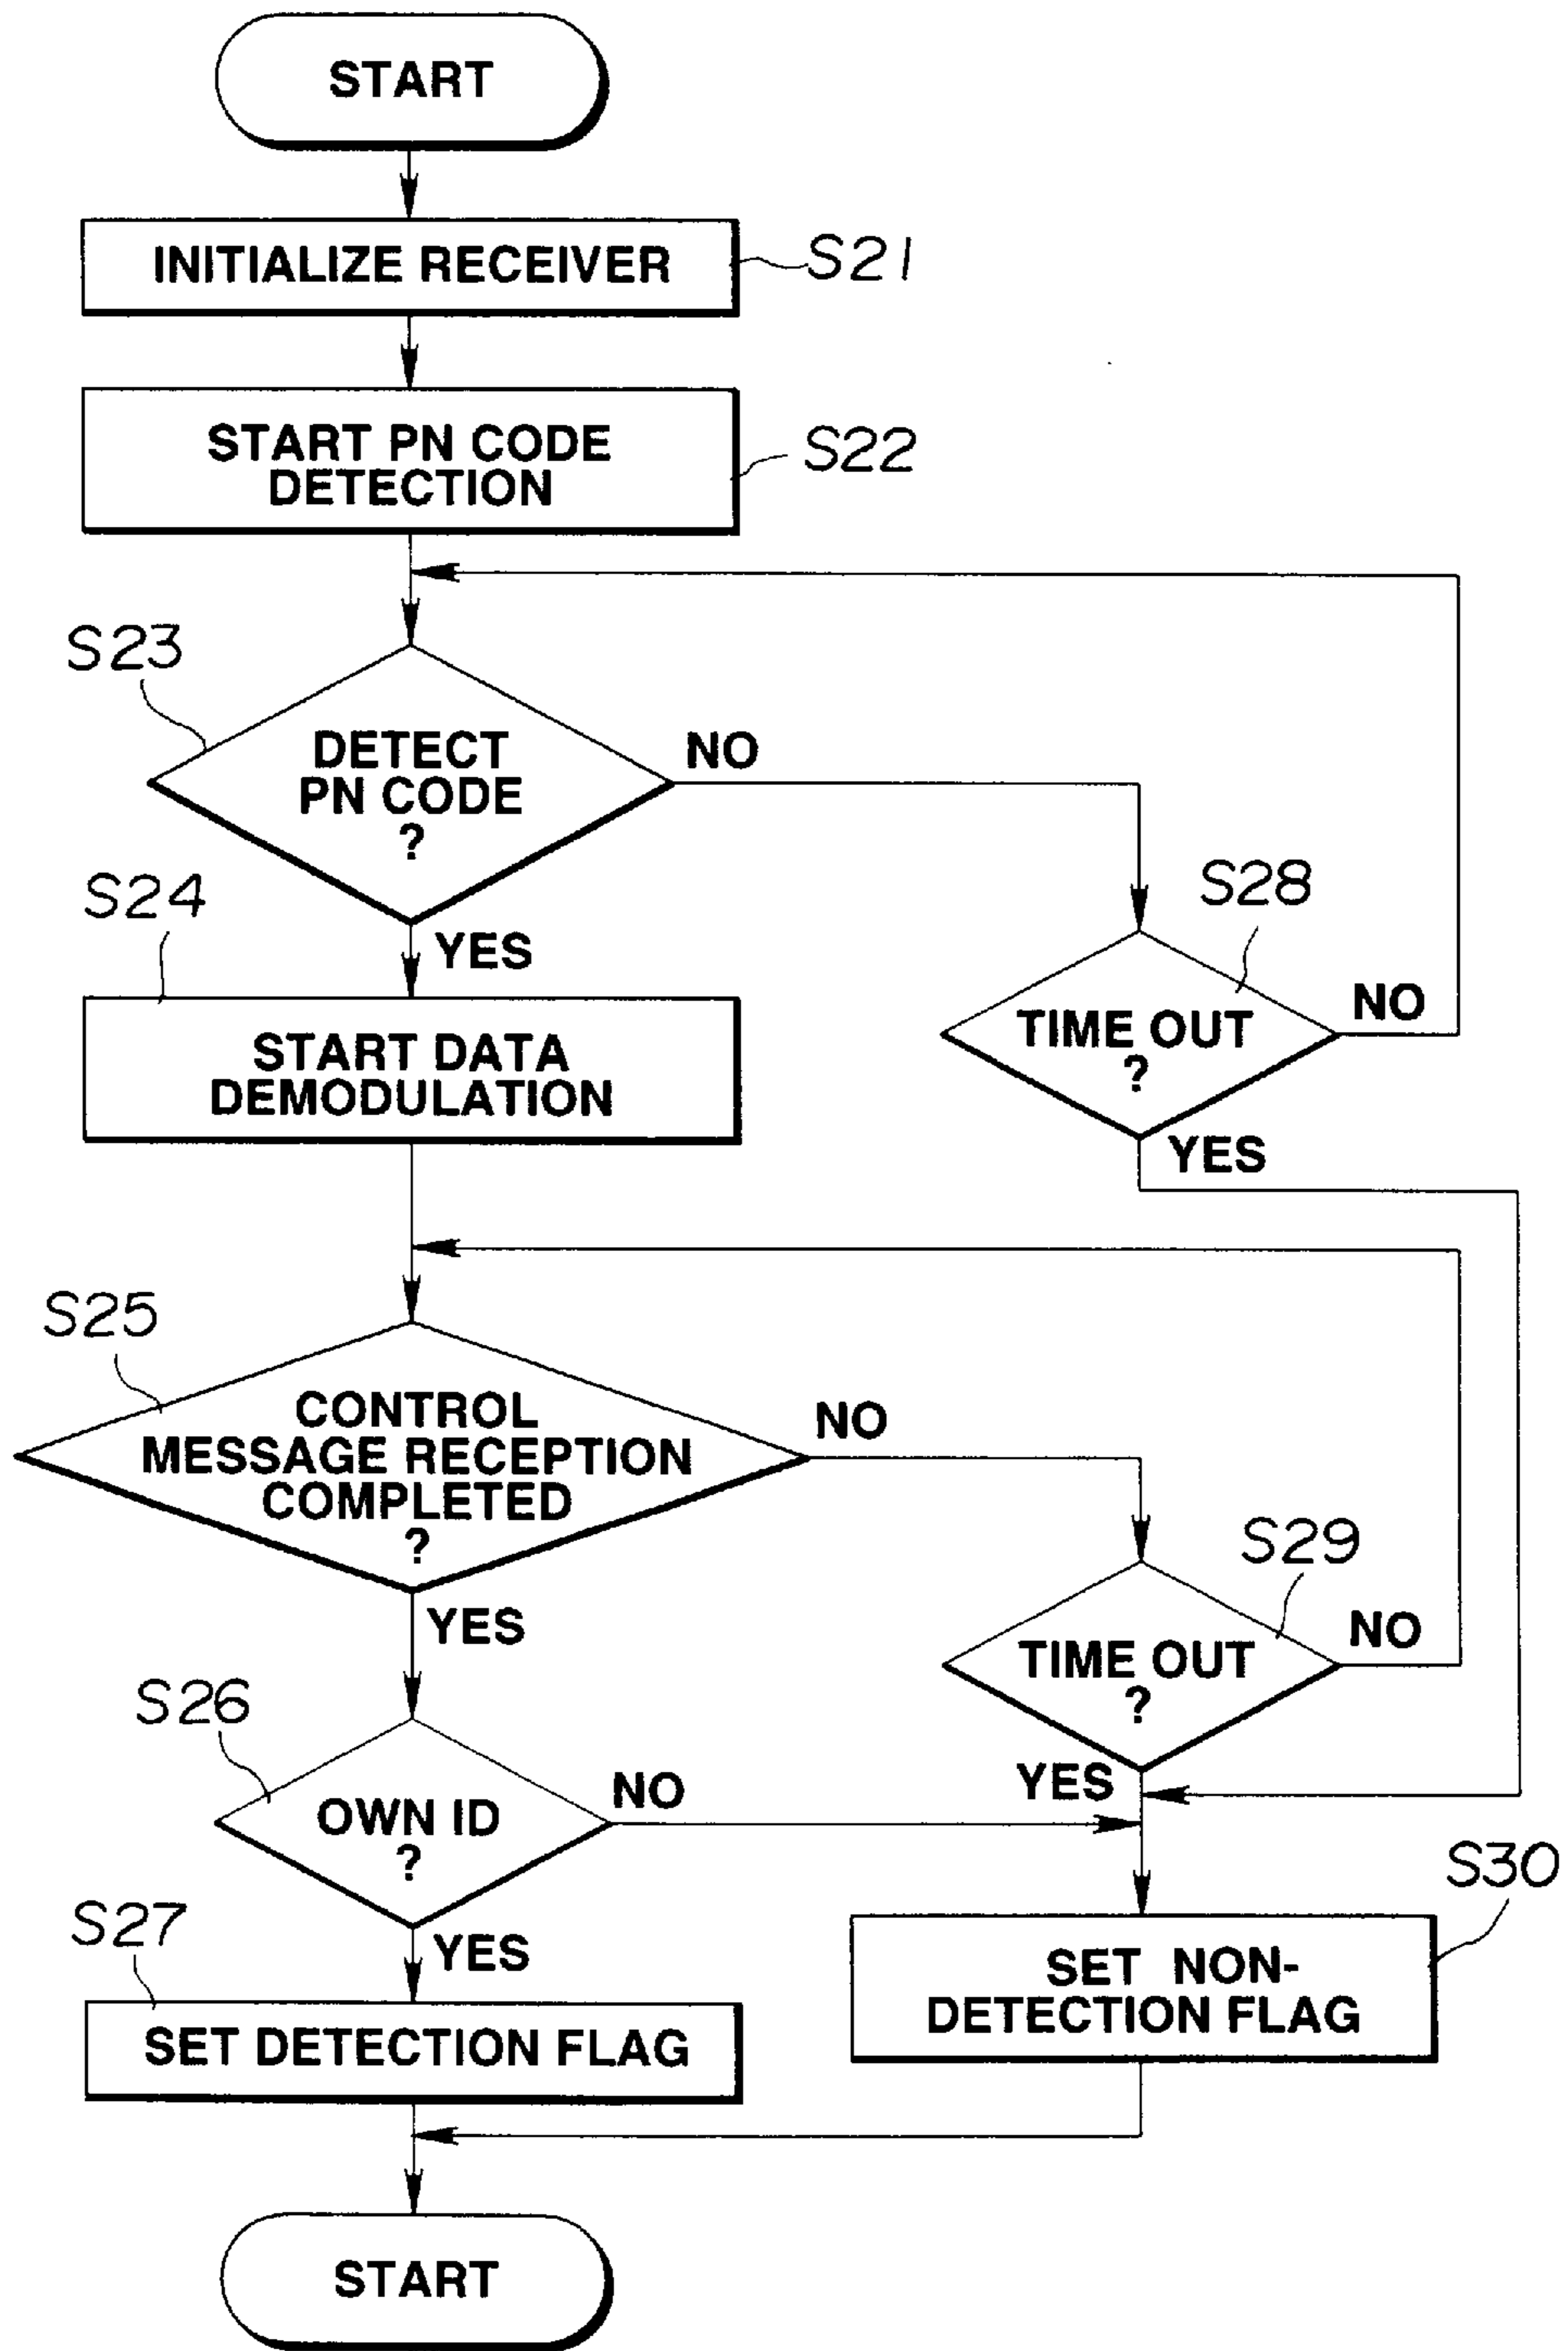 START
INITIALIZE RECEIVER
S21
START PN CODE
DETECTION
S22
S23
DETECT
PN CODE
?
NO
YES
S24
START DATA
DEMODULATION
S28
TIME OUT
?
NO
YES
S25
CONTROL
MESSAGE RECEPTION
COMPLETED
?
NO
YES
S29
TIME OUT
?
NO
YES
S26
OWN ID
?
NO
YES
S27
SET DETECTION FLAG
S30
SET NON-
DETECTION FLAG
START